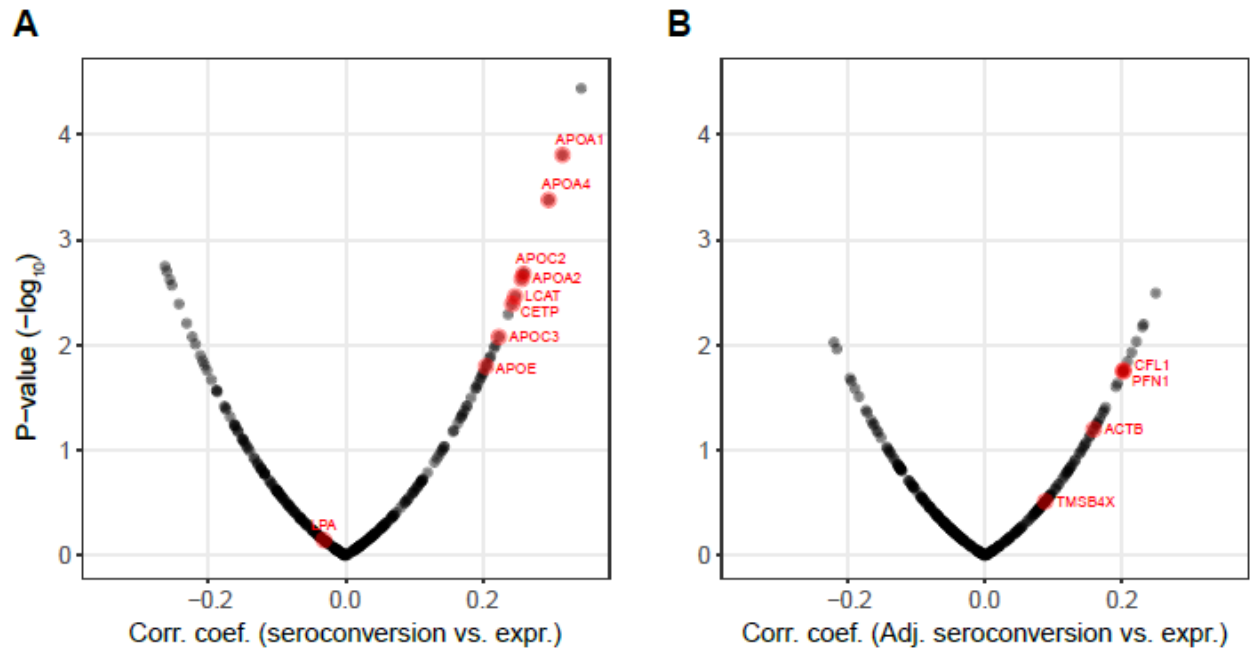 A
B
P−value (−log10)
4
3
2
1
0
APOA1
APOA4
APOC2
APOA2
LCAT
CETP
APOC3
APOE
LPA
−0.2
0.0
0.2
Corr. coef. (seroconversion vs. expr.)
4
3
2
1
0
CFL1
PFN1
ACTB
TMSB4X
−0.2
0.0
0.2
Corr. coef. (Adj. seroconversion vs. expr.)